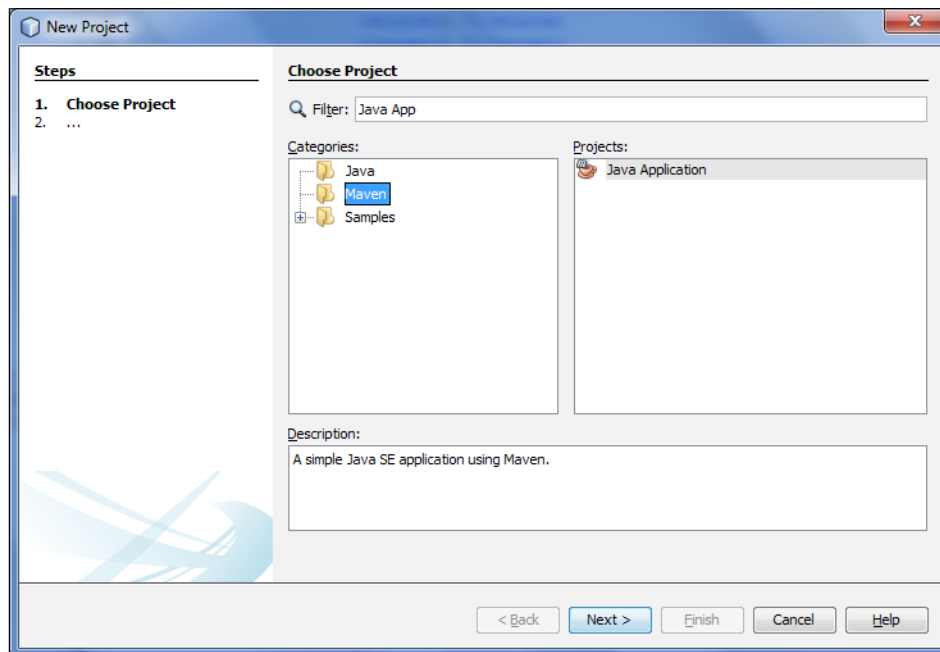 New Project
Steps
1. Choose Project
2. ...
Choose Project
Filter: Java App
Categories:
Java
Maven
Samples
Projects:
Java Application
Description:
A simple Java SE application using Maven.
< Back
Next >
Finish
Cancel
Help